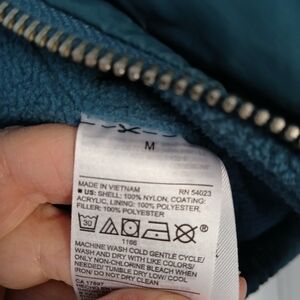 M
MADE IN VIETNAM RN 54023
■ US: SHELL: 100% NYLON, COATING:
ACRYLIC, LINING: 100% POLYESTER,
FILLER: 100% POLYESTER
30
1166
MACHINE WASH COLD GENTLE CYCLE/
WASH AND DRY WITH LIKE COLORS/
ONLY NON-CHLORINE BLEACH WHEN
NEEDED/ TUMBLE DRY LOW/ COOL
IRON/ DO NOT DRY CLEAN
CA 17897